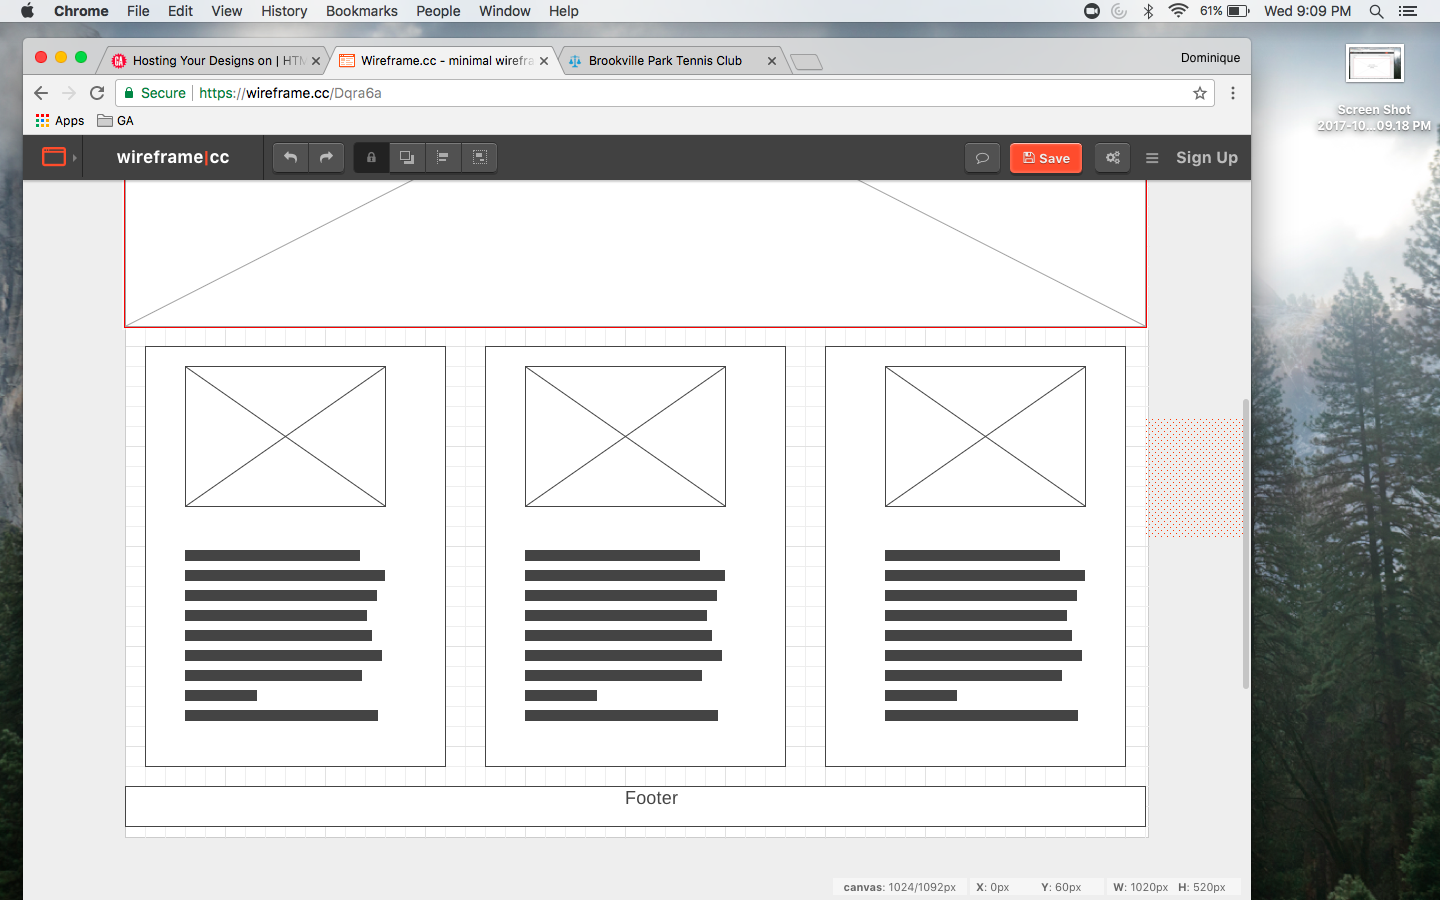 Chrome File Edit View History Bookmarks People Window Help 61% Wed 9:09 PM
Hosting Your Designs on | HTM Wireframe.cc - minimal wirefra Brookville Park Tennis Club Dominique
Secure https://wireframe.cc/Dqra6a
Apps GA
wireframe|cc Save Sign Up
Screen Shot
2017-10...09.18 PM
Footer
canvas: 1024/1092px X: 0px Y: 60px W: 1020px H: 520px